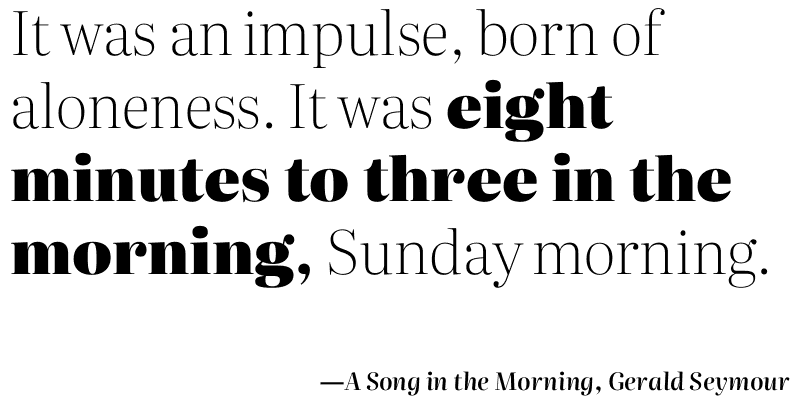 It was an impulse, born of
aloneness. It was eight
minutes to three in the
morning, Sunday morning.
—A Song in the Morning, Gerald Seymour